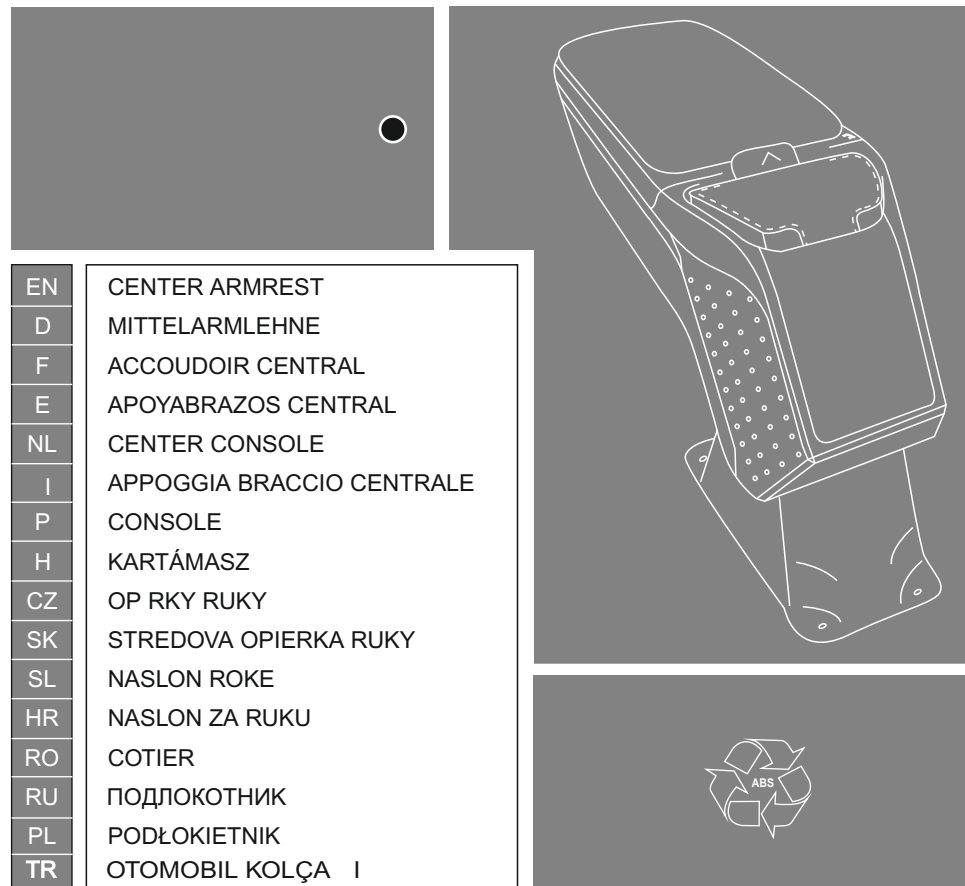 EN CENTER ARMREST
D MITTELARMLEHNE
F ACCOUDOIR CENTRAL
E APOYABRAZOS CENTRAL
NL CENTER CONSOLE
I APPOGGIA BRACCIO CENTRALE
P CONSOLE
H KARTÁMASZ
CZ OP RKY RUKY
SK STREDOVA OPIERKA RUKY
SL NASLON ROKE
HR NASLON ZA RUKU
RO COTIER
RU ПОДЛОКОТНИК
PL PODŁOKIETNIK
TR OTOMOBIL KOLÇA I
ABS